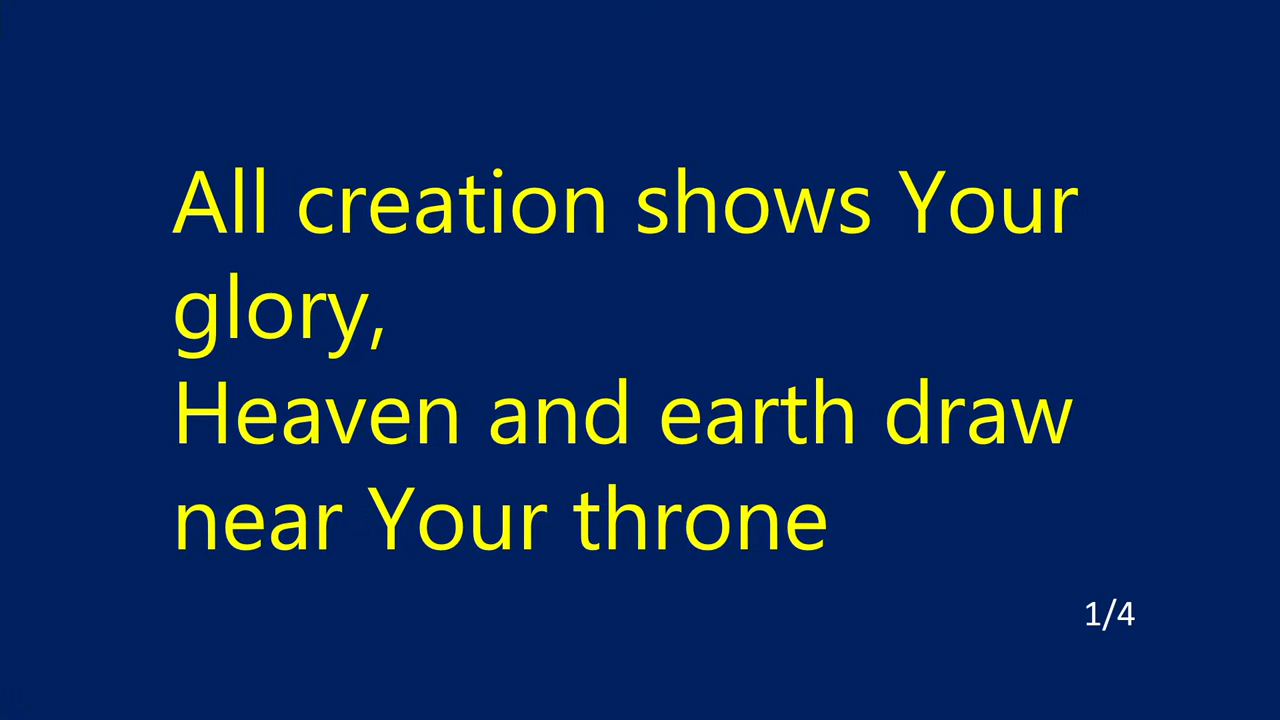 All creation shows Your
glory,
Heaven and earth draw
near Your throne
1/4